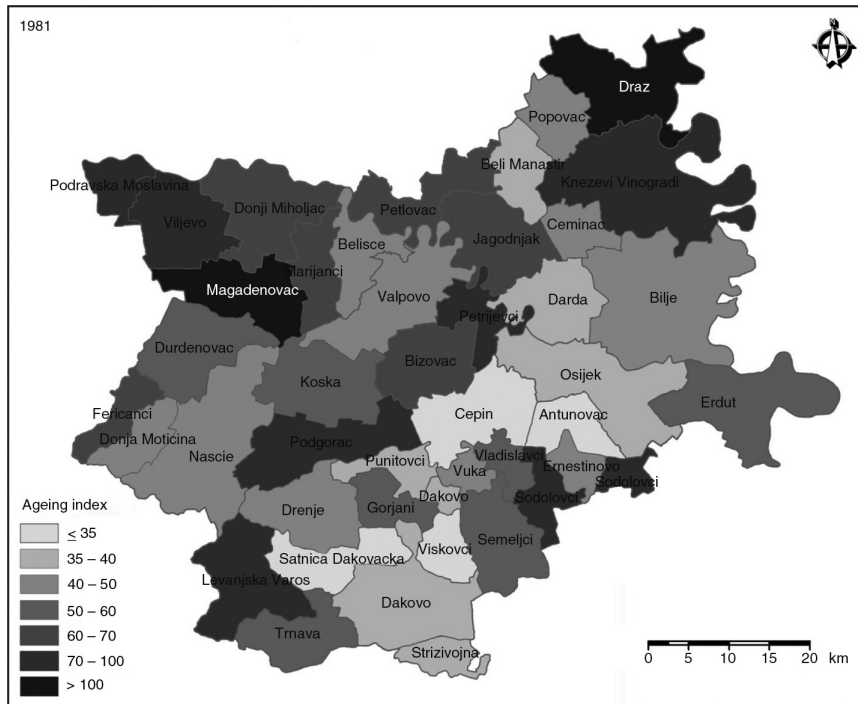 1981
Draz
Popovac
Beli Manastir
Podravska Moslavina
Knezevi Vinogradi
Donji Miholjac
Petlovac
Viljevo
Ceminac
Jagodnjak
Belisce
Marijanci
Magadenovac
Valpovo
Darda
Bilje
Petrijevci
Durdenovac
Bizovac
Osijek
Koska
Erdut
Fericanci
Cepin
Antunovac
Donja Moticina
Podgorac
Nascie
Vladislavci
Punitovci
Vuka
Ernestinovo
Sodolovci
Dakovo
Sodolovci
Gorjani
Drenje
Semeljci
Viskovci
Satnica Dakovacka
Levanjska Varos
Dakovo
Trnava
Strizivojna
Ageing index
≤ 35
35 – 40
40 – 50
50 – 60
60 – 70
70 – 100
> 100
0 5 10 15 20 km